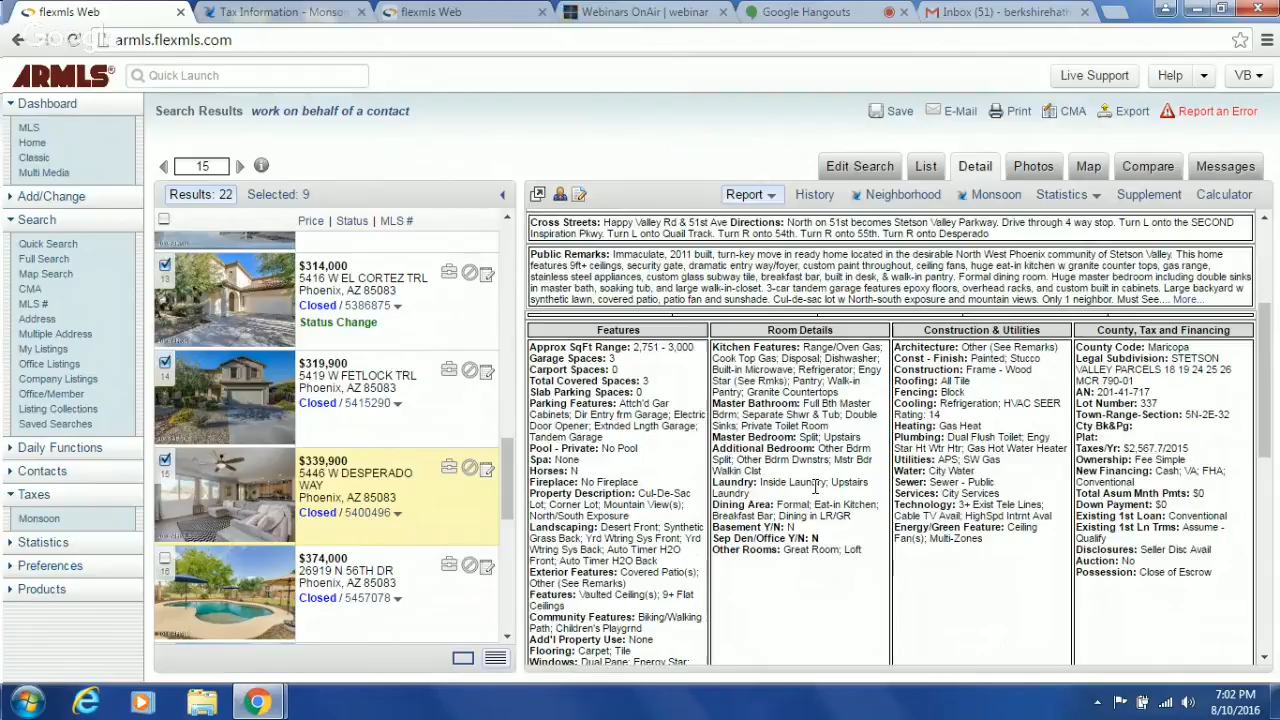 flexmls Web
Tax Information - Monso
flexmls Web
Webinars OnAir | webinar
Google Hangouts
Inbox (51) - berkshirehat
armls.flexmls.com
ARMLS
Quick Launch
Live Support
Help
VB
Dashboard
MLS
Home
Classic
Multi Media
Add/Change
Search
Quick Search
Full Search
Map Search
CMA
MLS #
Address
Multiple Address
My Listings
Office Listings
Company Listings
Office/Member
Listing Collections
Saved Searches
Daily Functions
Contacts
Taxes
Monsoon
Statistics
Preferences
Products
Search Results work on behalf of a contact
Save
E-Mail
Print
CMA
Export
Report an Error
15
Edit Search
List
Detail
Photos
Map
Compare
Messages
Results: 22
Selected: 9
Report
History
Neighborhood
Monsoon
Statistics
Supplement
Calculator
Price | Status | MLS #
13
$314,000
5416 W EL CORTEZ TRL
Phoenix, AZ 85083
Closed / 5386875
Status Change
14
$319,900
5419 W FETLOCK TRL
Phoenix, AZ 85083
Closed / 5415290
15
$339,900
5446 W DESPERADO
WAY
Phoenix, AZ 85083
Closed / 5400496
16
$374,000
26919 N 56TH DR
Phoenix, AZ 85083
Closed / 5457078
Cross Streets: Happy Valley Rd & 51st Ave Directions: North on 51st becomes Stetson Valley Parkway. Drive through 4 way stop. Turn L onto the SECOND
Inspiration Pkwy. Turn L onto Quail Track. Turn R onto 54th. Turn R onto 55th. Turn R onto Desperado
Public Remarks: Immaculate, 2011 built, turn-key move in ready home located in the desirable North West Phoenix community of Stetson Valley. This home
features 9ft+ ceilings, security gate, dramatic entry way/foyer, custom paint throughout, ceiling fans, huge eat-in kitchen w granite counter tops, gas range,
stainless steel appliances, custom glass subway tile, breakfast bar, built in desk, & walk-in pantry. Formal dining room. Huge master bedroom including double sinks
in master bath, soaking tub, and large walk-in closet. 3-car tandem garage features epoxy floors, overhead racks, and custom built in cabinets. Large backyard w
synthetic lawn, covered patio, patio fan and sunshade. Cul-de-sac lot w North-south exposure and mountain views. Only 1 neighbor. Must See.... More...
Features
Approx SqFt Range: 2,751 - 3,000
Garage Spaces: 3
Carport Spaces: 0
Total Covered Spaces: 3
Slab Parking Spaces: 0
Parking Features: Attch'd Gar
Cabinets; Dir Entry frm Garage; Electric
Door Opener; Extnded Lngth Garage;
Tandem Garage
Pool - Private: No Pool
Spa: None
Horses: N
Fireplace: No Fireplace
Property Description: Cul-De-Sac
Lot; Corner Lot; Mountain View(s);
North/South Exposure
Landscaping: Desert Front; Synthetic
Grass Back; Yrd Wtring Sys Front; Yrd
Wtring Sys Back; Auto Timer H2O
Front; Auto Timer H2O Back
Exterior Features: Covered Patio(s);
Other (See Remarks)
Features: Vaulted Ceiling(s); 9+ Flat
Ceilings
Community Features: Biking/Walking
Path; Children's Playgrnd
Add'l Property Use: None
Flooring: Carpet; Tile
Windows: Dual Pane; Energy Star;
Room Details
Kitchen Features: Range/Oven Gas;
Cook Top Gas; Disposal; Dishwasher;
Built-in Microwave; Refrigerator; Engy
Star (See Rmks); Pantry; Walk-in
Pantry; Granite Countertops
Master Bathroom: Full Bth Master
Bdrm; Separate Shwr & Tub; Double
Sinks; Private Toilet Room
Master Bedroom: Split; Upstairs
Additional Bedroom: Other Bdrm
Split; Other Bdrm Dwnstrs; Mstr Bdr
Walkin Clst
Laundry: Inside Laundry; Upstairs
Laundry
Dining Area: Formal; Eat-in Kitchen;
Breakfast Bar; Dining in LR/GR
Basement Y/N: N
Sep Den/Office Y/N: N
Other Rooms: Great Room; Loft
Construction & Utilities
Architecture: Other (See Remarks)
Const - Finish: Painted; Stucco
Construction: Frame - Wood
Roofing: All Tile
Fencing: Block
Cooling: Refrigeration; HVAC SEER
Rating: 14
Heating: Gas Heat
Plumbing: Dual Flush Toilet; Engy
Star Ht Wtr Htr; Gas Hot Water Heater
Utilities: APS; SW Gas
Water: City Water
Sewer: Sewer - Public
Services: City Services
Technology: 3+ Exist Tele Lines;
Cable TV Avail; HighSpd Intrnt Aval
Energy/Green Feature: Ceiling
Fan(s); Multi-Zones
County, Tax and Financing
County Code: Maricopa
Legal Subdivision: STETSON
VALLEY PARCELS 18 19 24 25 26
MCR 790-01
AN: 201-41-717
Lot Number: 337
Town-Range-Section: 5N-2E-32
Cty Bk&Pg:
Plat:
Taxes/Yr: $2,567.7/2015
Ownership: Fee Simple
New Financing: Cash; VA; FHA;
Conventional
Total Asum Mnth Pmts: $0
Down Payment: $0
Existing 1st Loan: Conventional
Existing 1st Ln Trms: Assume -
Qualify
Disclosures: Seller Disc Avail
Auction: No
Possession: Close of Escrow
7:02 PM
8/10/2016